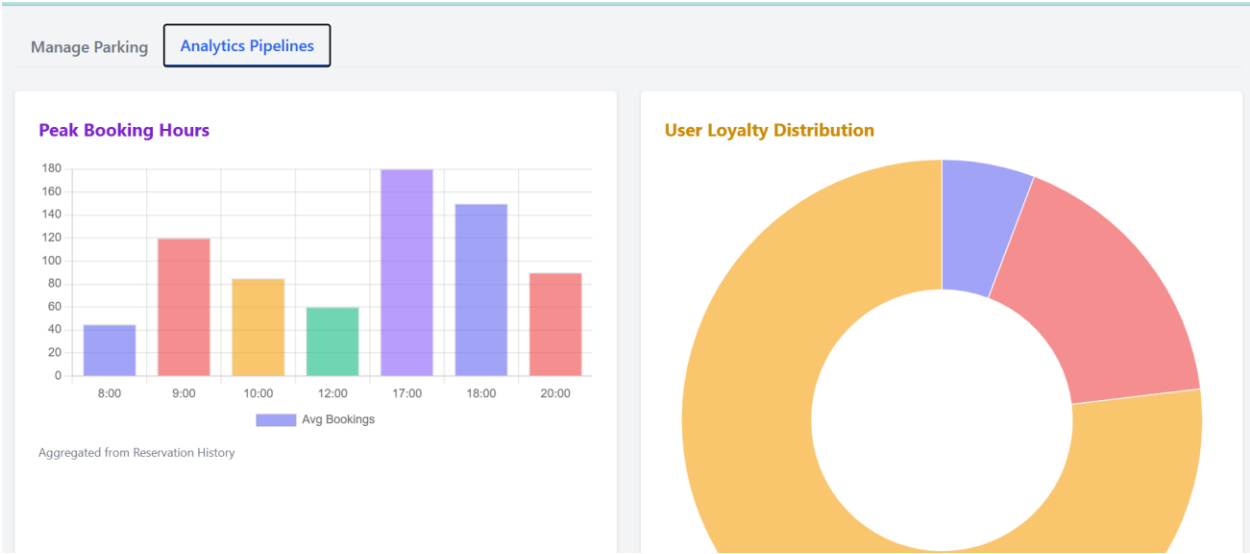 Manage Parking
Analytics Pipelines
Peak Booking Hours
180
160
140
120
100
80
60
40
20
0
8:00 9:00 10:00 12:00 17:00 18:00 20:00
Avg Bookings
Aggregated from Reservation History
User Loyalty Distribution